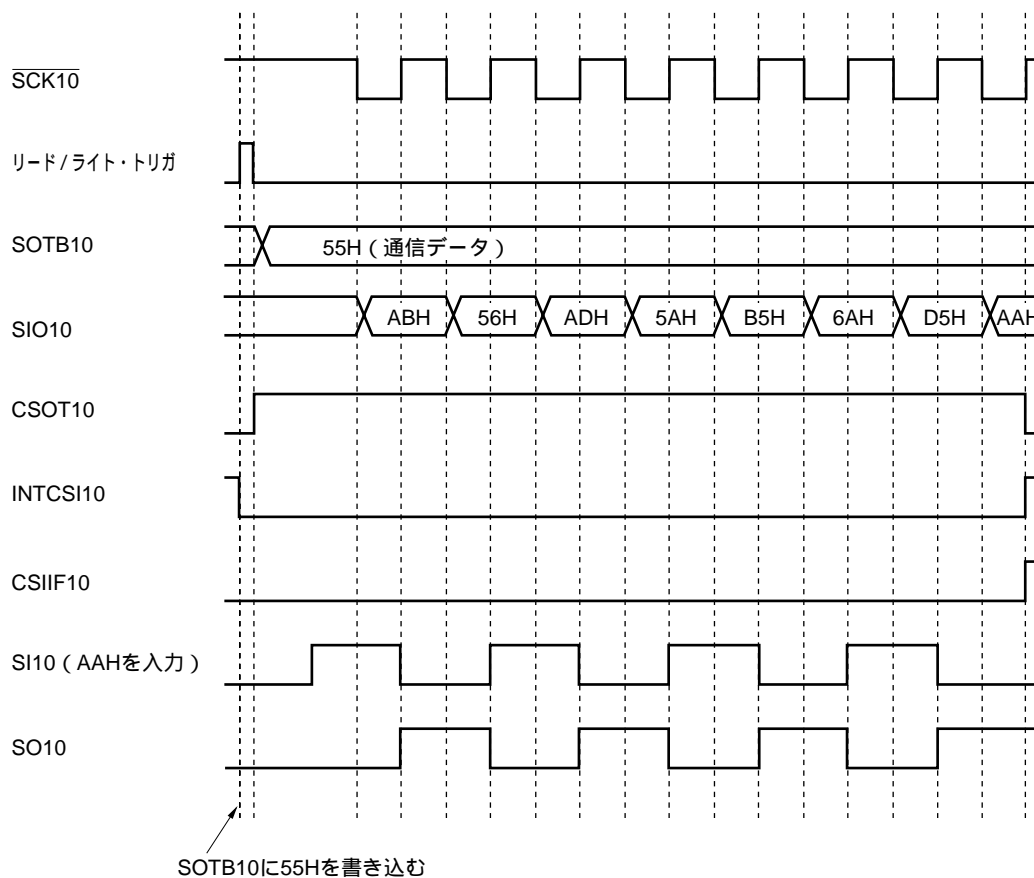 SCK10
リード / ライト・トリガ
SOTB10
55H ( 通信データ )
SIO10
ABH 56H ADH 5AH B5H 6AH D5H AAH
CSOT10
INTCSI10
CSIIF10
SI10 ( AAHを入力 )
SO10
SOTB10に55Hを書き込む